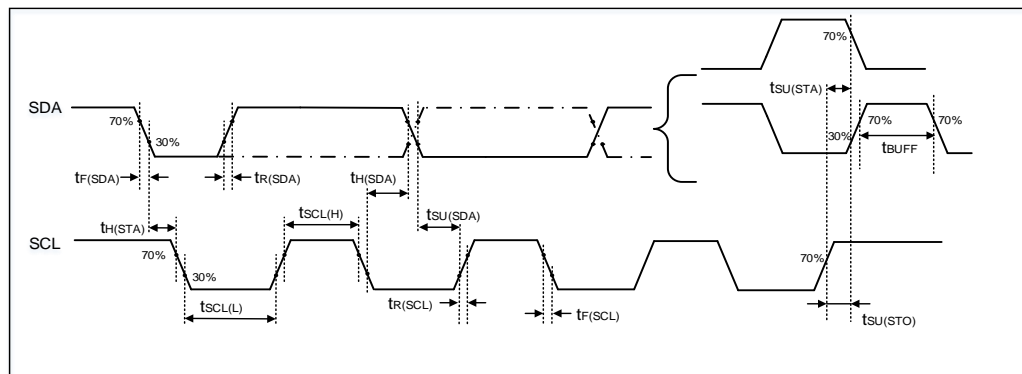 70%
tSU(STA)
SDA
70%
30%
30%
70%
70%
tBUFF
tF(SDA)
tR(SDA)
tH(SDA)
tH(STA)
tSCL(H)
tSU(SDA)
SCL
70%
30%
70%
tSCL(L)
tR(SCL)
tF(SCL)
tSU(STO)